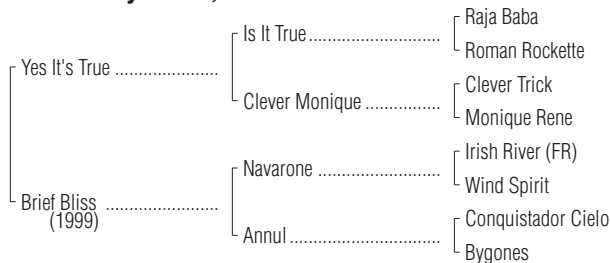 Raja Baba
Is It True
Roman Rockette
Yes It's True
Clever Trick
Clever Monique
Monique Rene
Irish River (FR)
Navarone
Wind Spirit
Brief Bliss
(1999)
Conquistador Cielo
Annul
Bygones